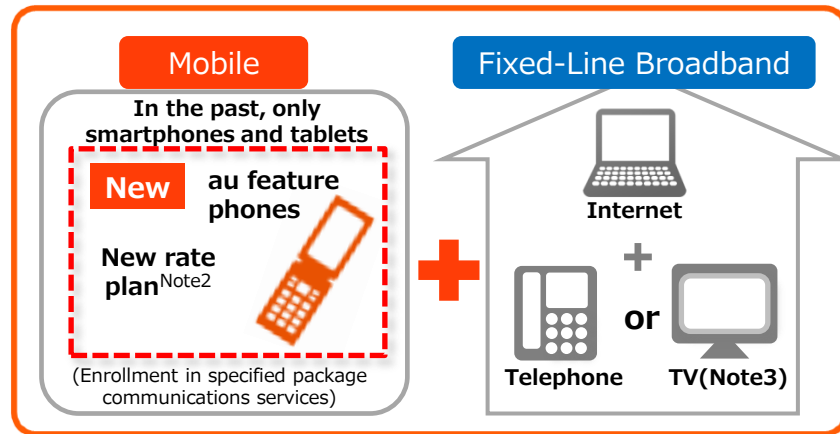 Mobile
In the past, only
smartphones and tablets
New
au feature
phones
New rate
planNote2
(Enrollment in specified package
communications services)
Fixed-Line Broadband
Internet
+
Telephone
or
TV(Note3)